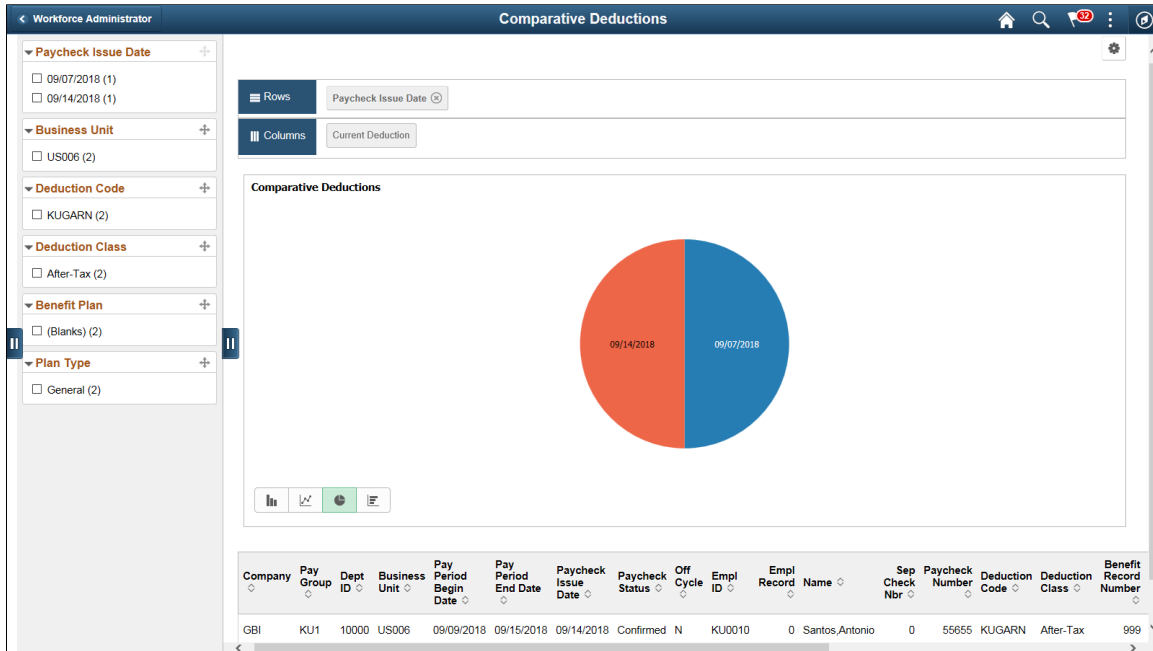 Workforce Administrator
Comparative Deductions
32
Paycheck Issue Date
09/07/2018 (1)
09/14/2018 (1)
Business Unit
US006 (2)
Deduction Code
KUGARN (2)
Deduction Class
After-Tax (2)
Benefit Plan
(Blanks) (2)
Plan Type
General (2)
Rows
Paycheck Issue Date
Columns
Current Deduction
Comparative Deductions
09/14/2018
09/07/2018
Company Pay Group Dept ID Business Unit Pay Period Begin Date Pay Period End Date Paycheck Issue Date Paycheck Status Off Cycle Empl ID Empl Record Name Sep Check Nbr Paycheck Number Deduction Code Deduction Class Benefit Record Number
GBI KU1 10000 US006 09/09/2018 09/15/2018 09/14/2018 Confirmed N KU0010 0 Santos,Antonio 0 55655 KUGARN After-Tax 999